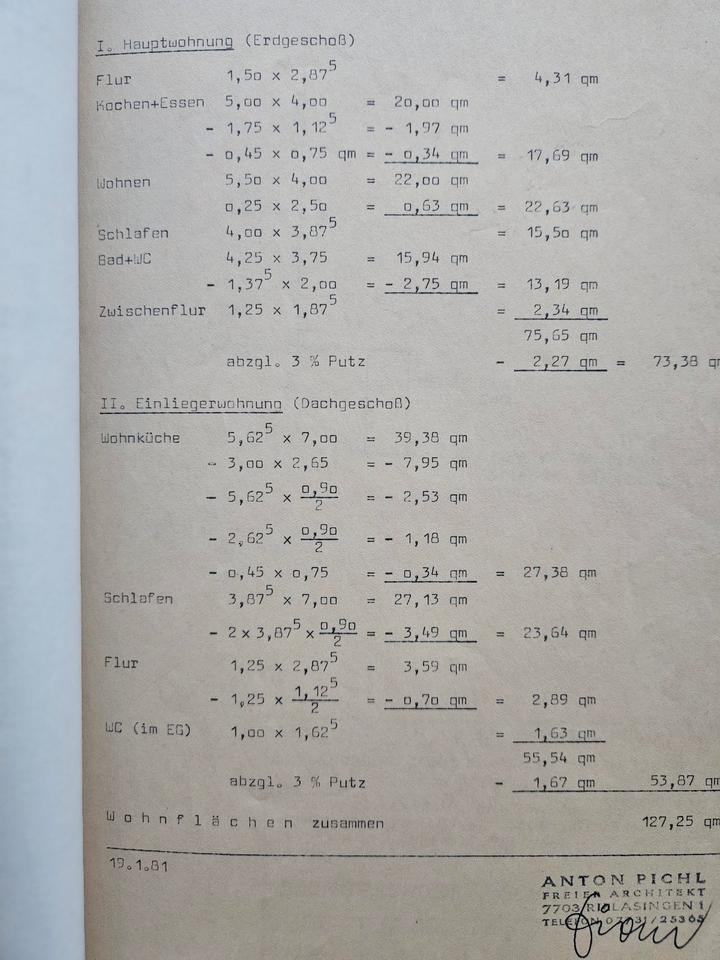 I. Hauptwohnung (Erdgeschoß)
Flur 1,50 x 2,87⁵ = 4,31 qm
Kochen+Essen 5,00 x 4,00 = 20,00 qm
- 1,75 x 1,12⁵ = - 1,97 qm
- 0,45 x 0,75 qm = - 0,34 qm = 17,69 qm
Wohnen 5,50 x 4,00 = 22,00 qm
0,25 x 2,50 = 0,63 qm = 22,63 qm
Schlafen 4,00 x 3,87⁵ = 15,50 qm
Bad+WC 4,25 x 3,75 = 15,94 qm
- 1,37⁵ x 2,00 = - 2,75 qm = 13,19 qm
Zwischenflur 1,25 x 1,87⁵ = 2,34 qm
75,65 qm
abzgl. 3 % Putz - 2,27 qm = 73,38 qm
II. Einliegerwohnung (Dachgeschoß)
Wohnküche 5,62⁵ x 7,00 = 39,38 qm
- 3,00 x 2,65 = - 7,95 qm
- 5,62⁵ x 0,90/2 = - 2,53 qm
- 2,62⁵ x 0,90/2 = - 1,18 qm
- 0,45 x 0,75 = - 0,34 qm = 27,38 qm
Schlafen 3,87⁵ x 7,00 = 27,13 qm
- 2 x 3,87⁵ x 0,90/2 = - 3,49 qm = 23,64 qm
Flur 1,25 x 2,87⁵ = 3,59 qm
- 1,25 x 1,12⁵/2 = - 0,70 qm = 2,89 qm
WC (im EG) 1,00 x 1,62⁵ = 1,63 qm
55,54 qm
abzgl. 3 % Putz - 1,67 qm 53,87 qm
Wohnflächen zusammen 127,25 qm
19.1.81
ANTON PICHL
FREIER ARCHITEKT
7703 RIELASINGEN 1
TELEFON 07731/25365